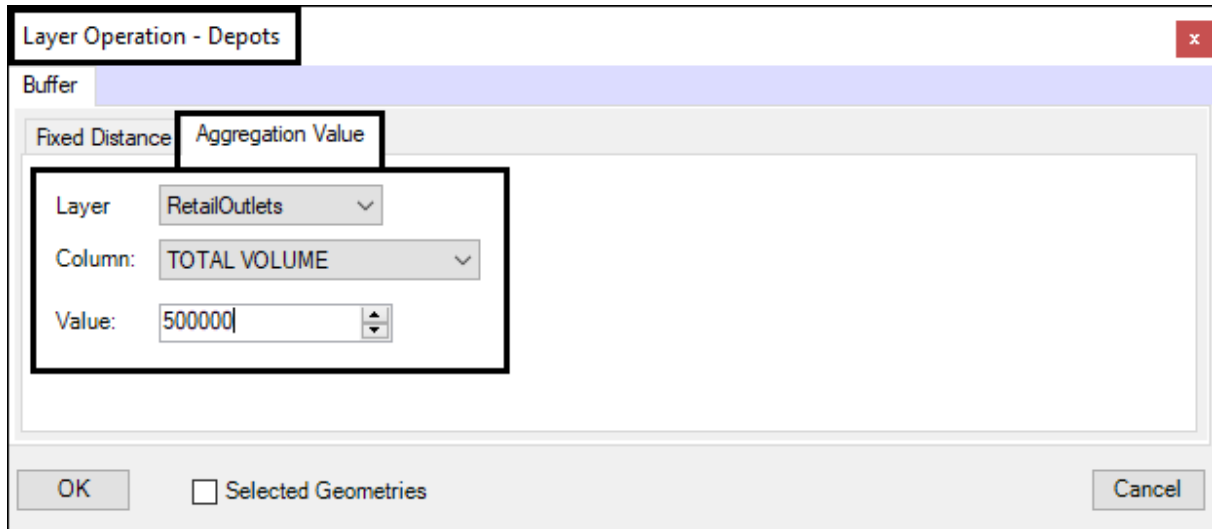 Layer Operation - Depots
x
Buffer
Fixed Distance Aggregation Value
Layer RetailOutlets
Column: TOTAL VOLUME
Value: 500000
OK Selected Geometries Cancel